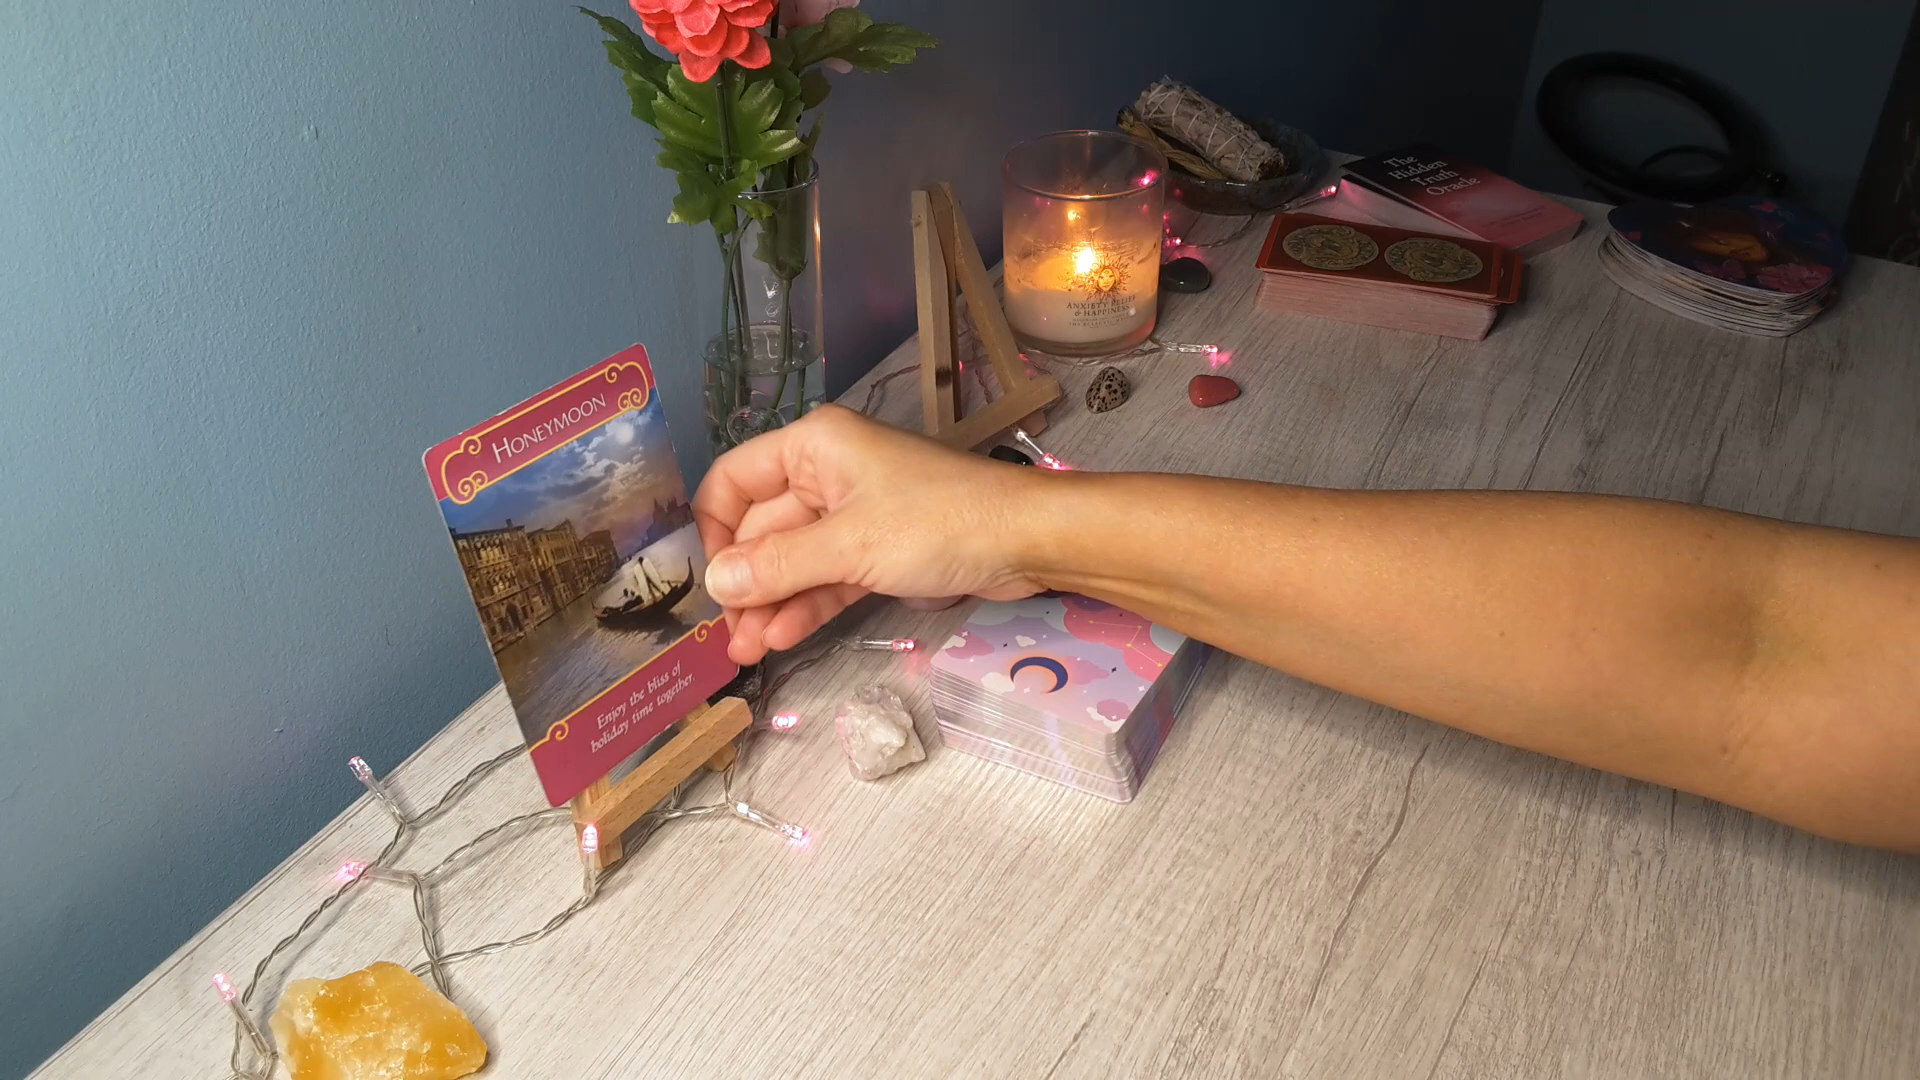 HONEYMOON
Enjoy the bliss of
holiday time together.
ANXIETY RELIEF
& HAPPINESS
The
Hidden
Truth
Oracle